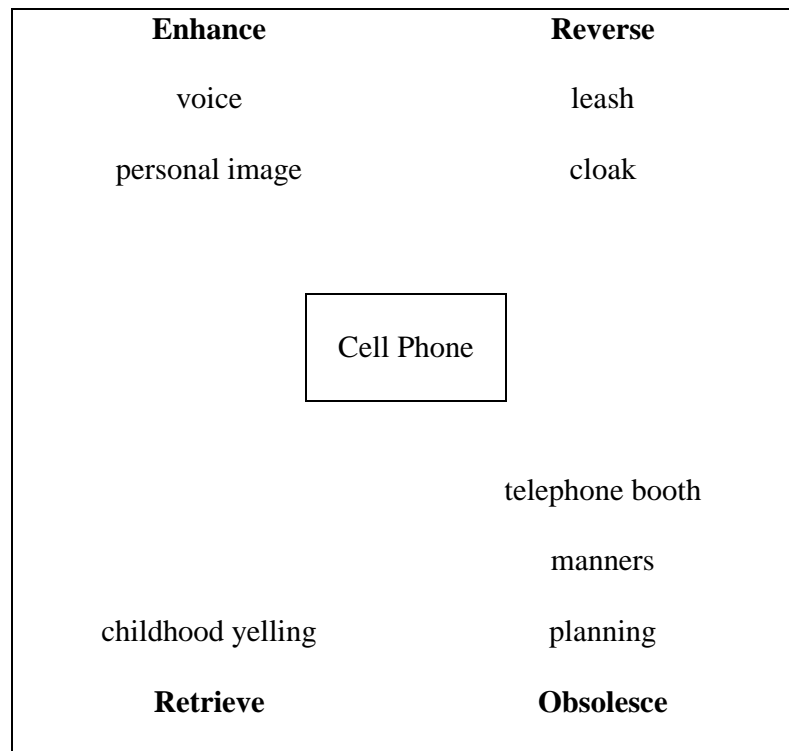 Enhance Reverse
voice leash
personal image cloak
Cell Phone
telephone booth
manners
childhood yelling planning
Retrieve Obsolesce